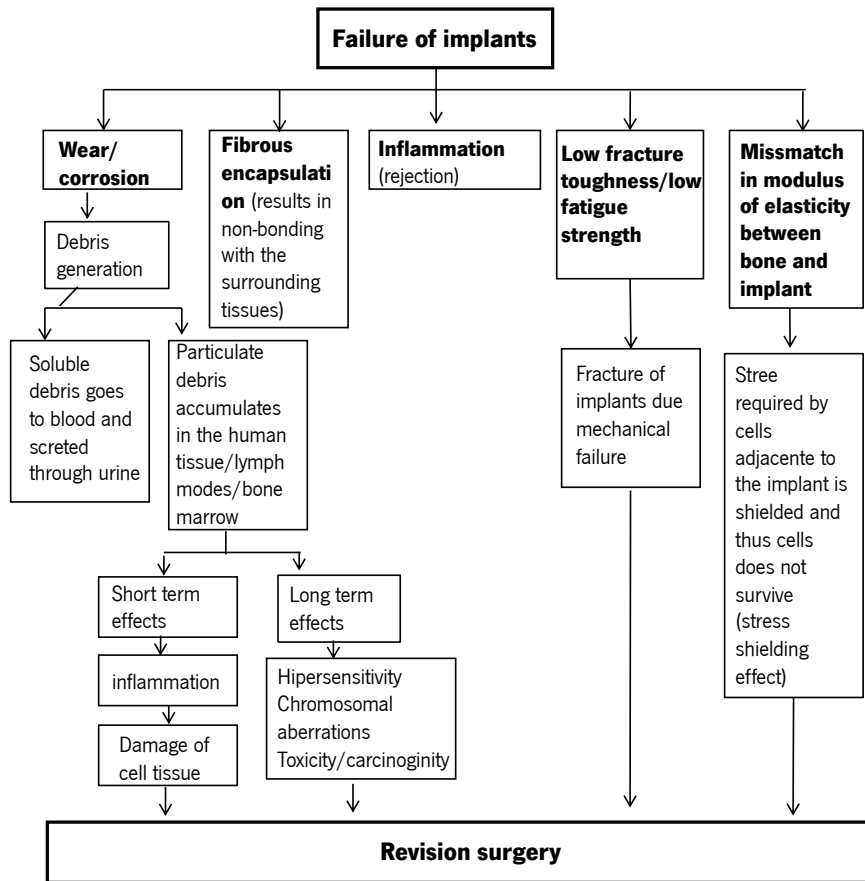 Failure of implants
Wear/
corrosion
Fibrous
encapsulati
on (results in
non-bonding
with the
surrounding
tissues)
Inflammation
(rejection)
Low fracture
toughness/low
fatigue
strength
Missmatch
in modulus
of elasticity
between
bone and
implant
Debris
generation
Soluble
debris goes
to blood and
screted
through urine
Particulate
debris
accumulates
in the human
tissue/lymph
modes/bone
marrow
Fracture of
implants due
mechanical
failure
Stree
required by
cells
adjacente to
the implant is
shielded and
thus cells
does not
survive
(stress
shielding
effect)
Short term
effects
Long term
effects
inflammation
Hipersensitivity
Chromosomal
aberrations
Toxicity/carcinoginity
Damage of
cell tissue
Revision surgery